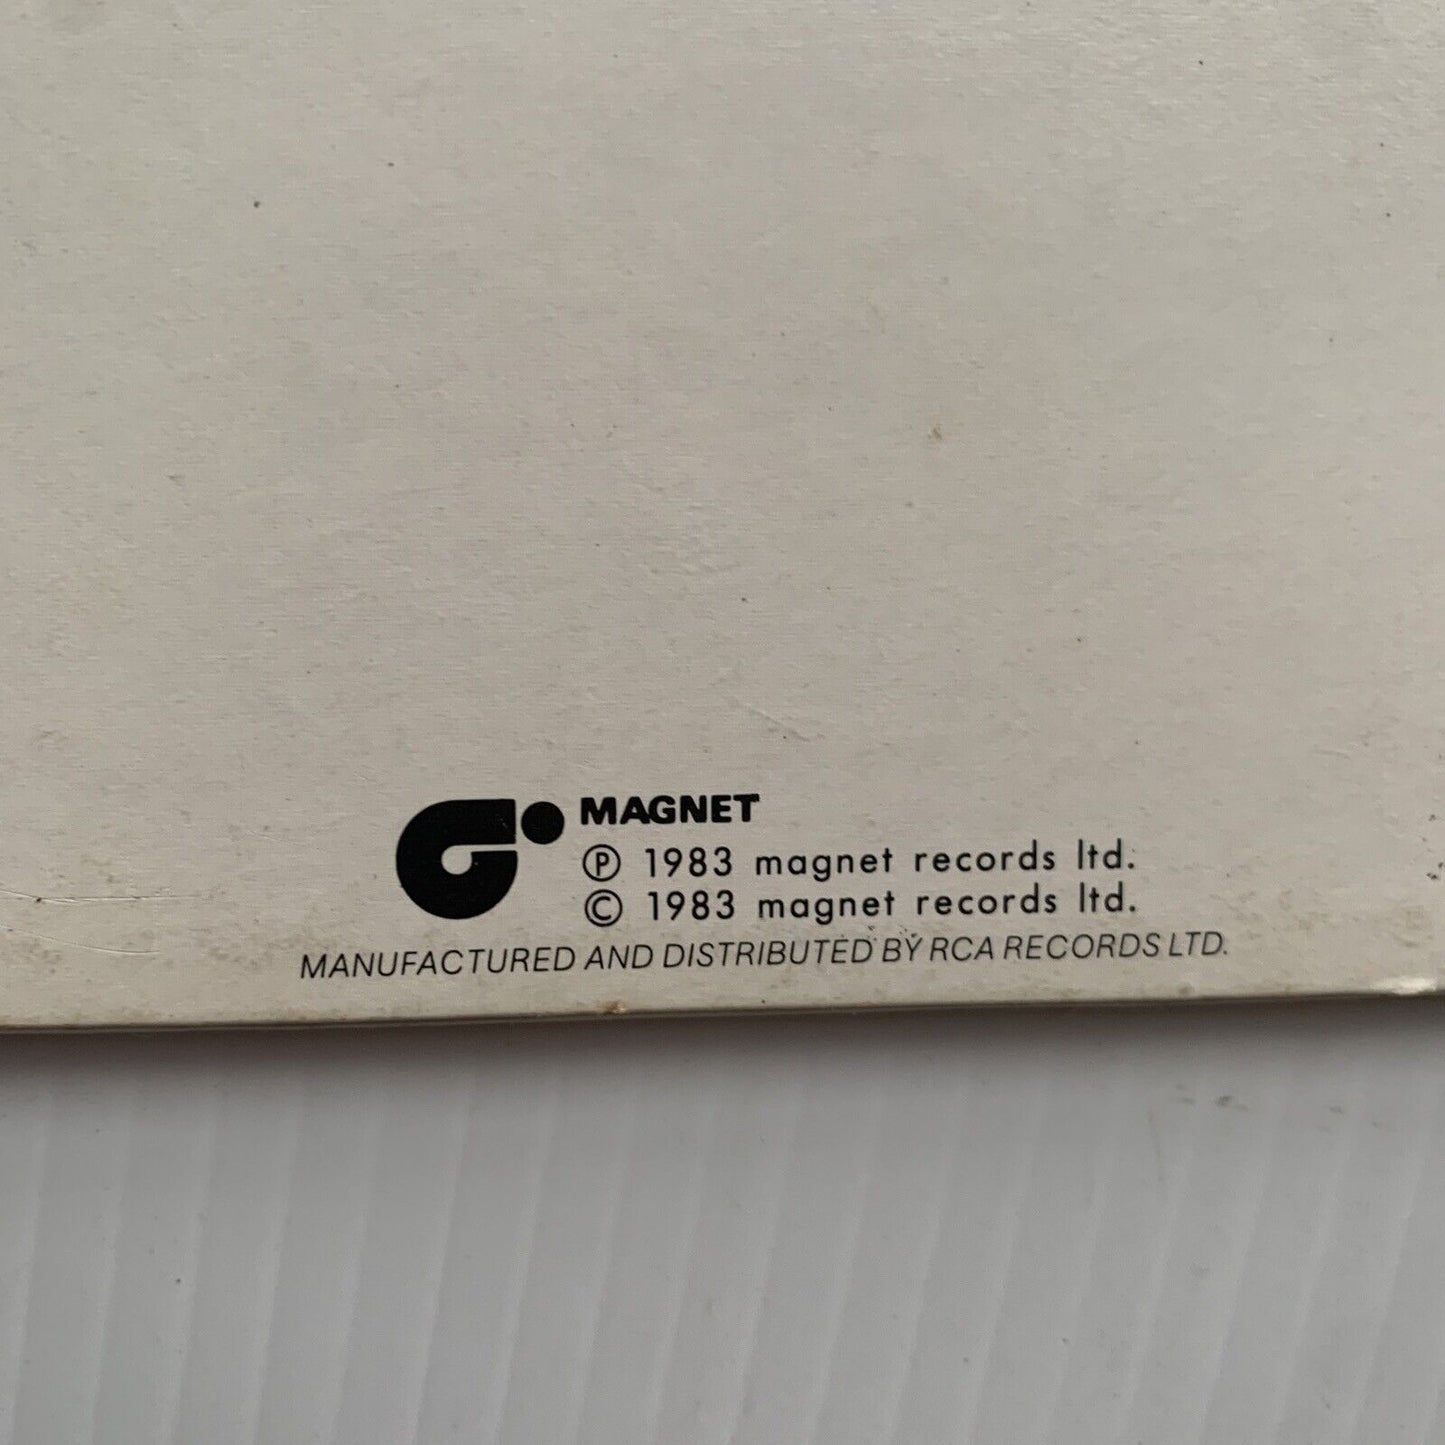 MAGNET
℗ 1983 magnet records ltd.
© 1983 magnet records ltd.
MANUFACTURED AND DISTRIBUTED BY RCA RECORDS LTD.